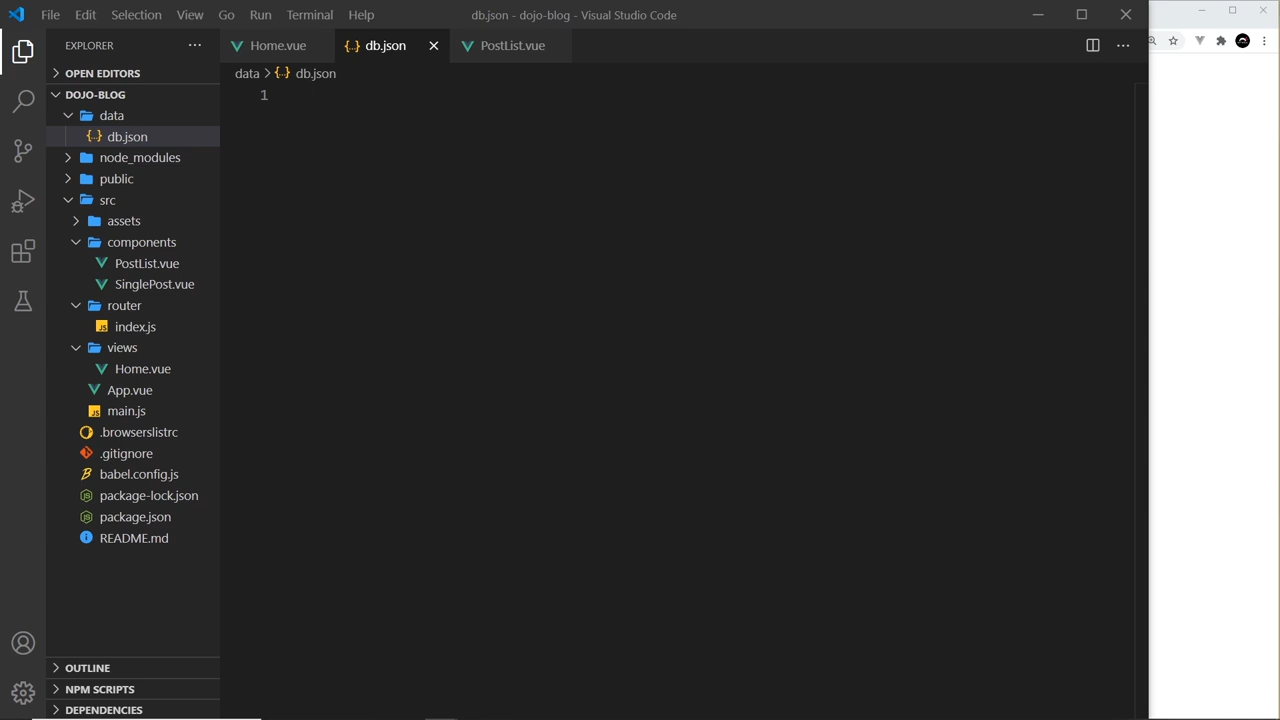 File Edit Selection View Go Run Terminal Help
db.json - dojo-blog - Visual Studio Code
EXPLORER
OPEN EDITORS
DOJO-BLOG
data
db.json
node_modules
public
src
assets
components
PostList.vue
SinglePost.vue
router
index.js
views
Home.vue
App.vue
main.js
.browserslistrc
.gitignore
babel.config.js
package-lock.json
package.json
README.md
OUTLINE
NPM SCRIPTS
DEPENDENCIES
Home.vue
db.json
PostList.vue
data
db.json
1